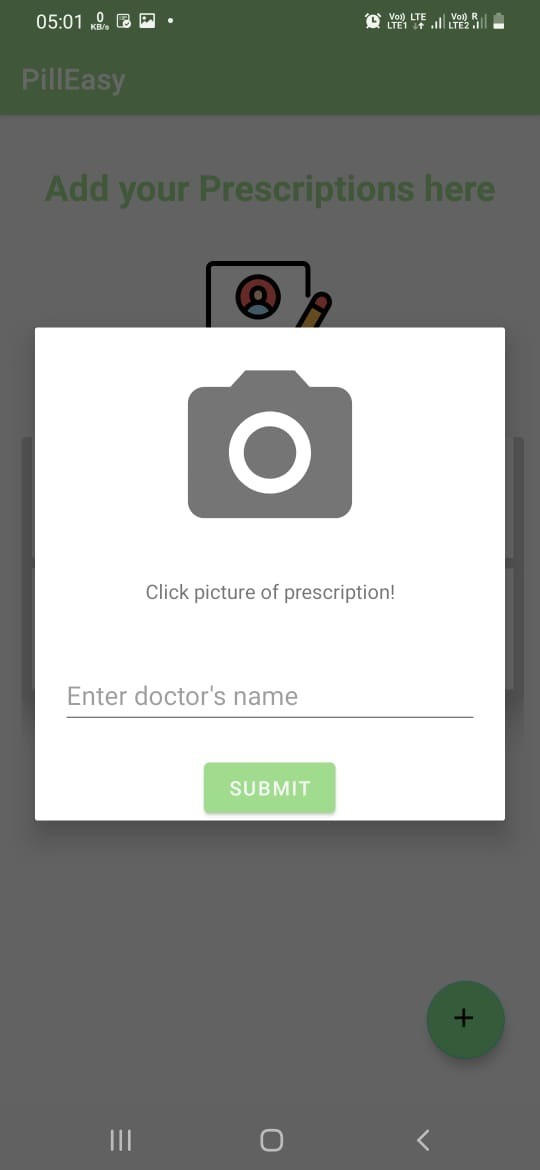 05:01 0 KB/s Vo) LTE Vo) R
LTE1 LTE2
PillEasy
Add your Prescriptions here
Click picture of prescription!
Enter doctor's name
SUBMIT
+